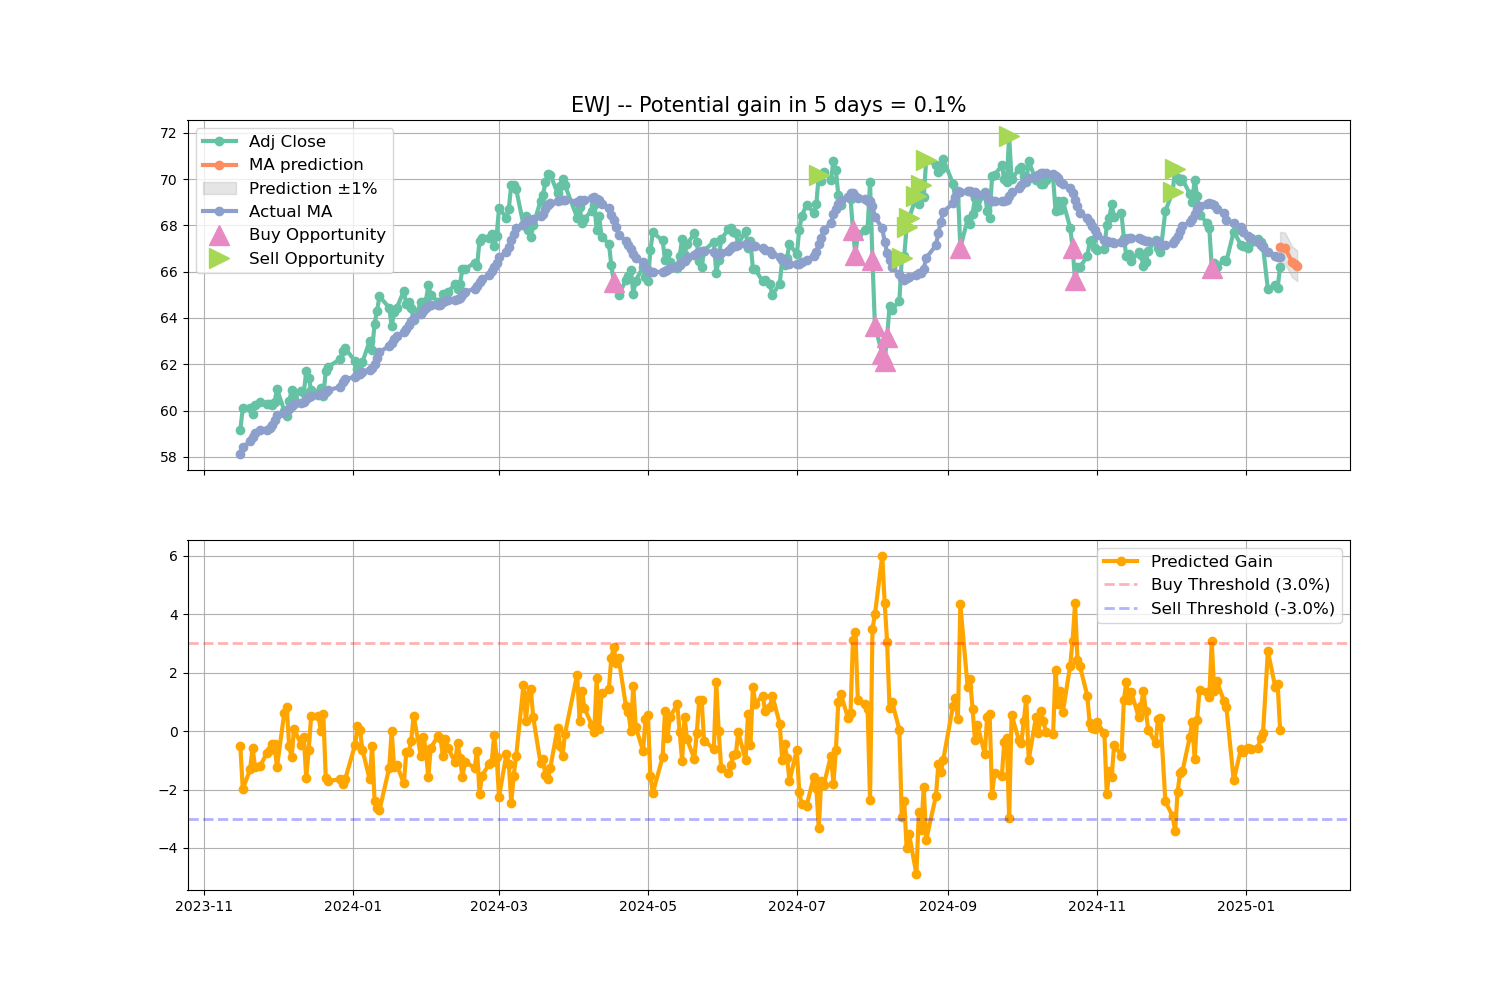 EWJ -- Potential gain in 5 days = 0.1%
72
70
68
66
64
62
60
58
Adj Close
MA prediction
Prediction ±1%
Actual MA
Buy Opportunity
Sell Opportunity
6
4
2
0
−2
−4
Predicted Gain
Buy Threshold (3.0%)
Sell Threshold (-3.0%)
2023-11
2024-01
2024-03
2024-05
2024-07
2024-09
2024-11
2025-01